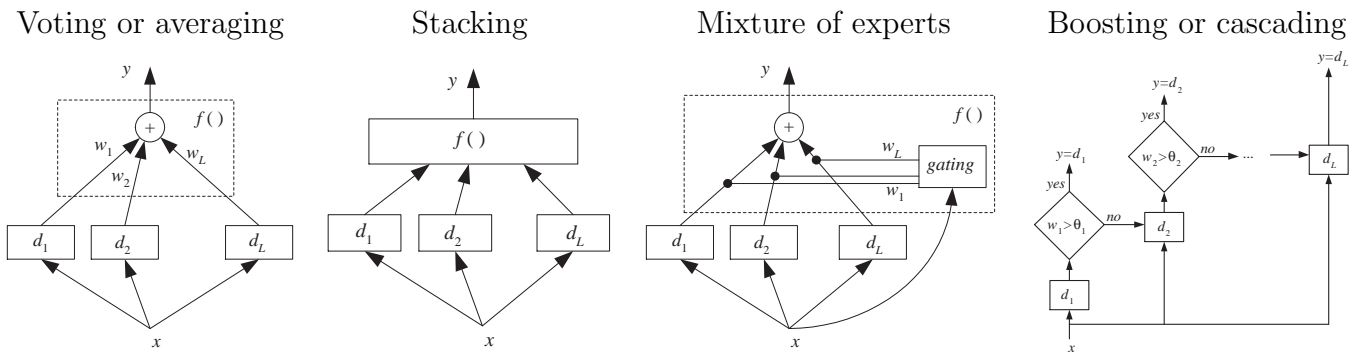 Voting or averaging
y
f ( )
+
w1
w2
wL
d1
d2
dL
x
Stacking
y
f ( )
d1
d2
dL
x
Mixture of experts
y
f ( )
+
wL
gating
w1
d1
d2
dL
x
Boosting or cascading
y=dL
y=d2
yes
w2>θ2
no
...
dL
y=d1
yes
w1>θ1
no
d2
d1
x